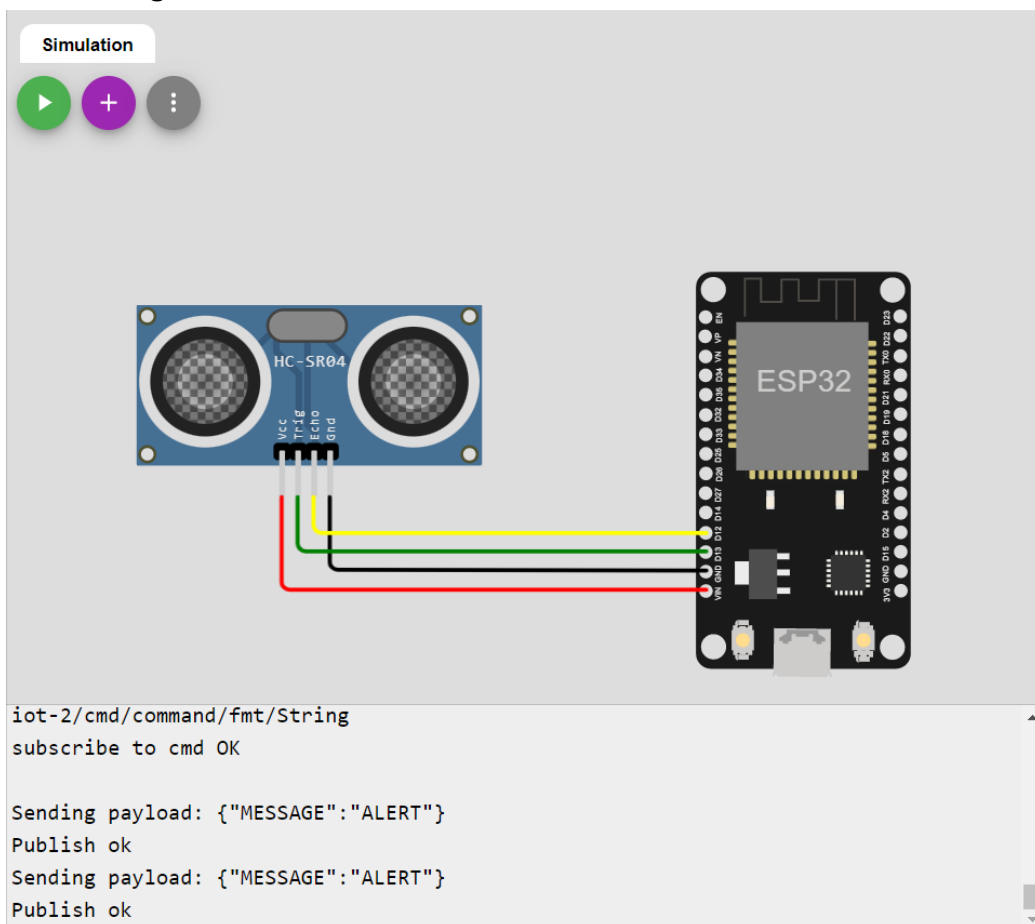 Simulation
HC-SR04
Vcc
Trig
Echo
Gnd
ESP32
EN
VP
VN
D34
D35
D32
D33
D25
D26
D27
D14
D12
D13
GND
VIN
D23
D22
TX0
RX0
D21
D19
D18
D5
TX2
RX2
D4
D2
D15
GND
3V3
iot-2/cmd/command/fmt/String
subscribe to cmd OK
Sending payload: {"MESSAGE":"ALERT"}
Publish ok
Sending payload: {"MESSAGE":"ALERT"}
Publish ok